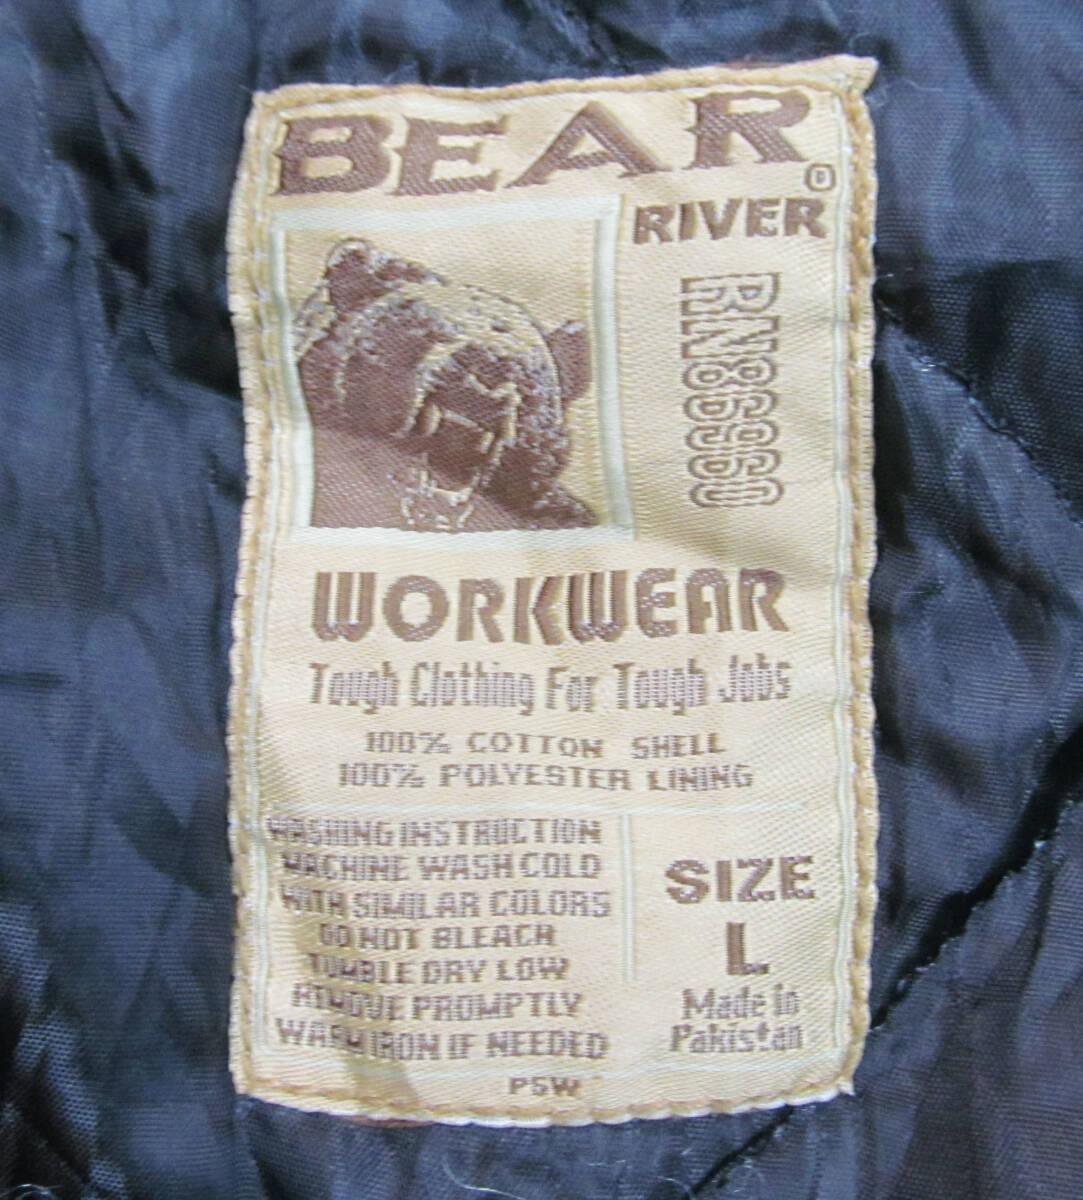 BEAR
RIVER
WORKWEAR
Tough Clothing For Tough Jobs
100% COTTON SHELL
100% POLYESTER LINING
WASHING INSTRUCTION
MACHINE WASH COLD
WITH SIMILAR COLORS
DO NOT BLEACH
TUMBLE DRY LOW
REMOVE PROMPTLY
WARM IRON IF NEEDED
SIZE
L
Made in
Pakistan
PSW